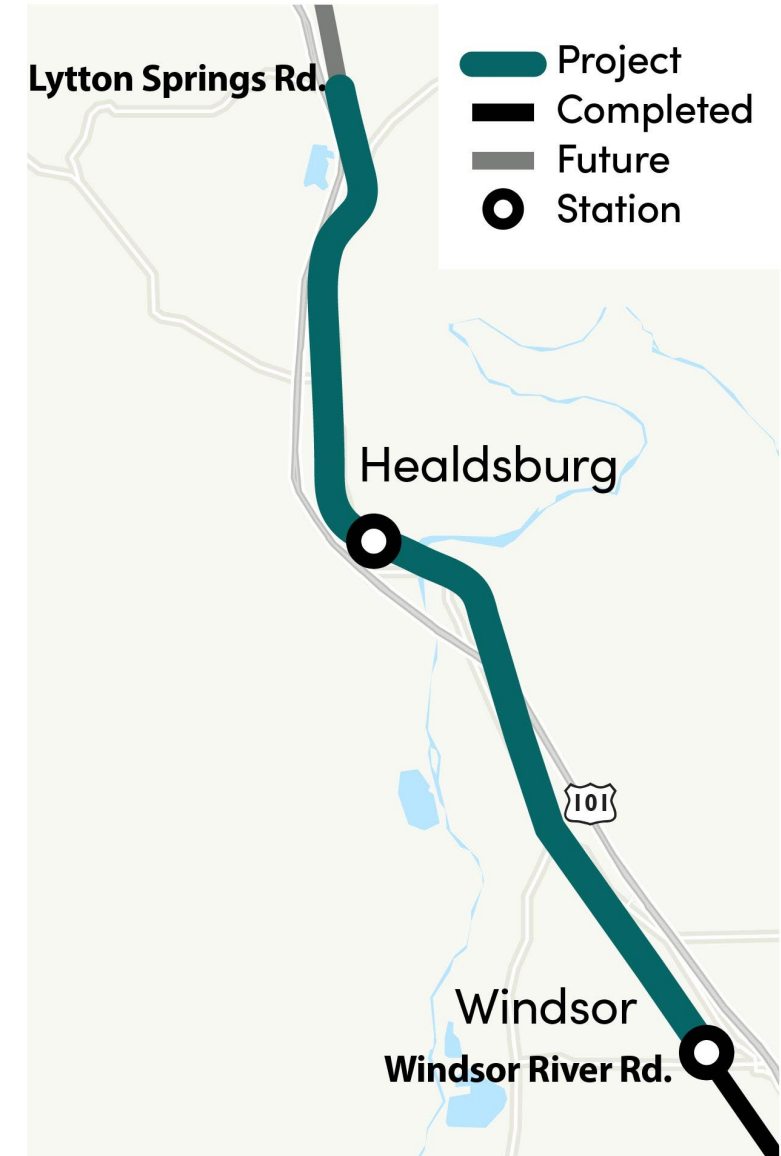 Lytton Springs Rd.
Project
Completed
Future
Station
Healdsburg
101
Windsor
Windsor River Rd.